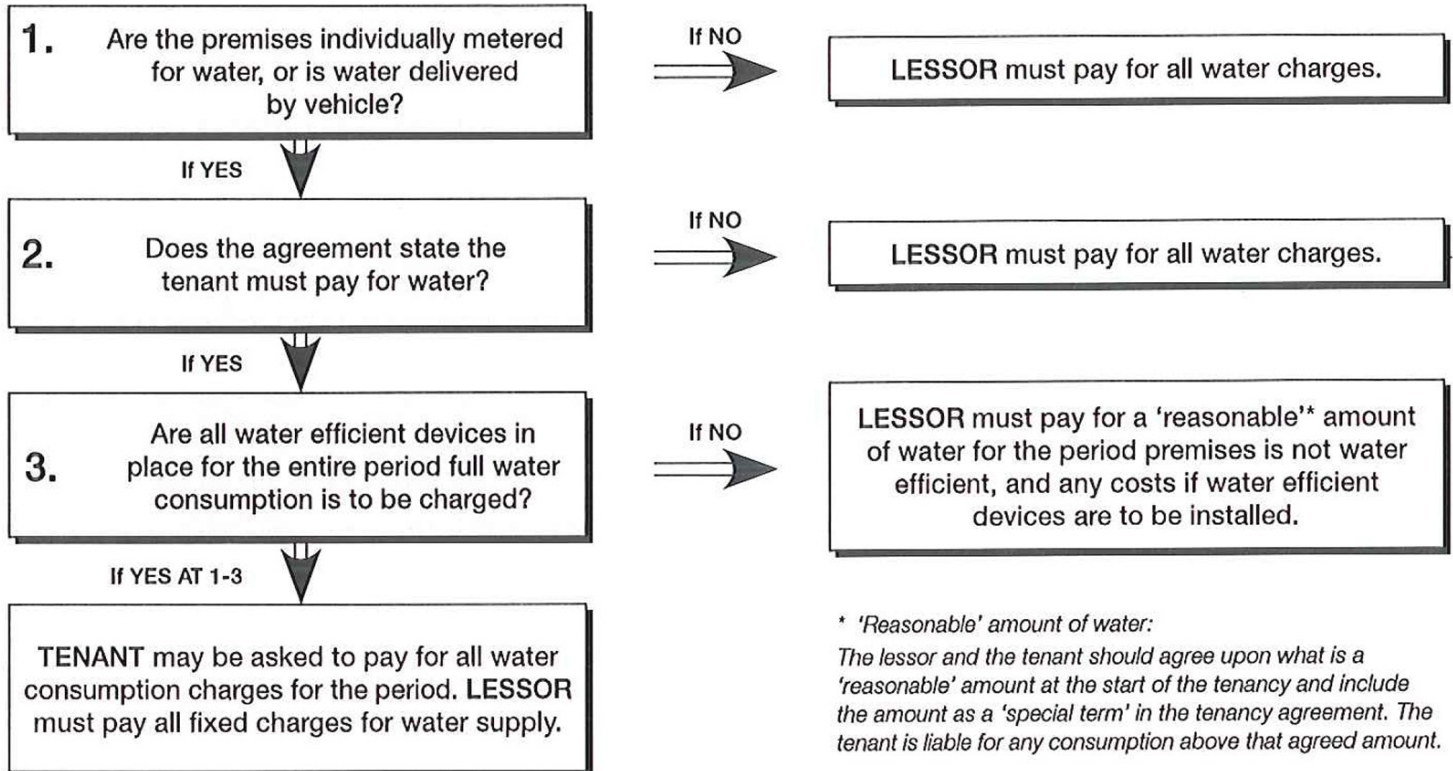 1.
Are the premises individually metered
for water, or is water delivered
by vehicle?
If NO
LESSOR must pay for all water charges.
If YES
2.
Does the agreement state the
tenant must pay for water?
If NO
LESSOR must pay for all water charges.
If YES
3.
Are all water efficient devices in
place for the entire period full water
consumption is to be charged?
If NO
LESSOR must pay for a ‘reasonable’* amount
of water for the period premises is not water
efficient, and any costs if water efficient
devices are to be installed.
If YES AT 1-3
TENANT may be asked to pay for all water
consumption charges for the period. LESSOR
must pay all fixed charges for water supply.
* ‘Reasonable’ amount of water:
The lessor and the tenant should agree upon what is a
‘reasonable’ amount at the start of the tenancy and include
the amount as a ‘special term’ in the tenancy agreement. The
tenant is liable for any consumption above that agreed amount.